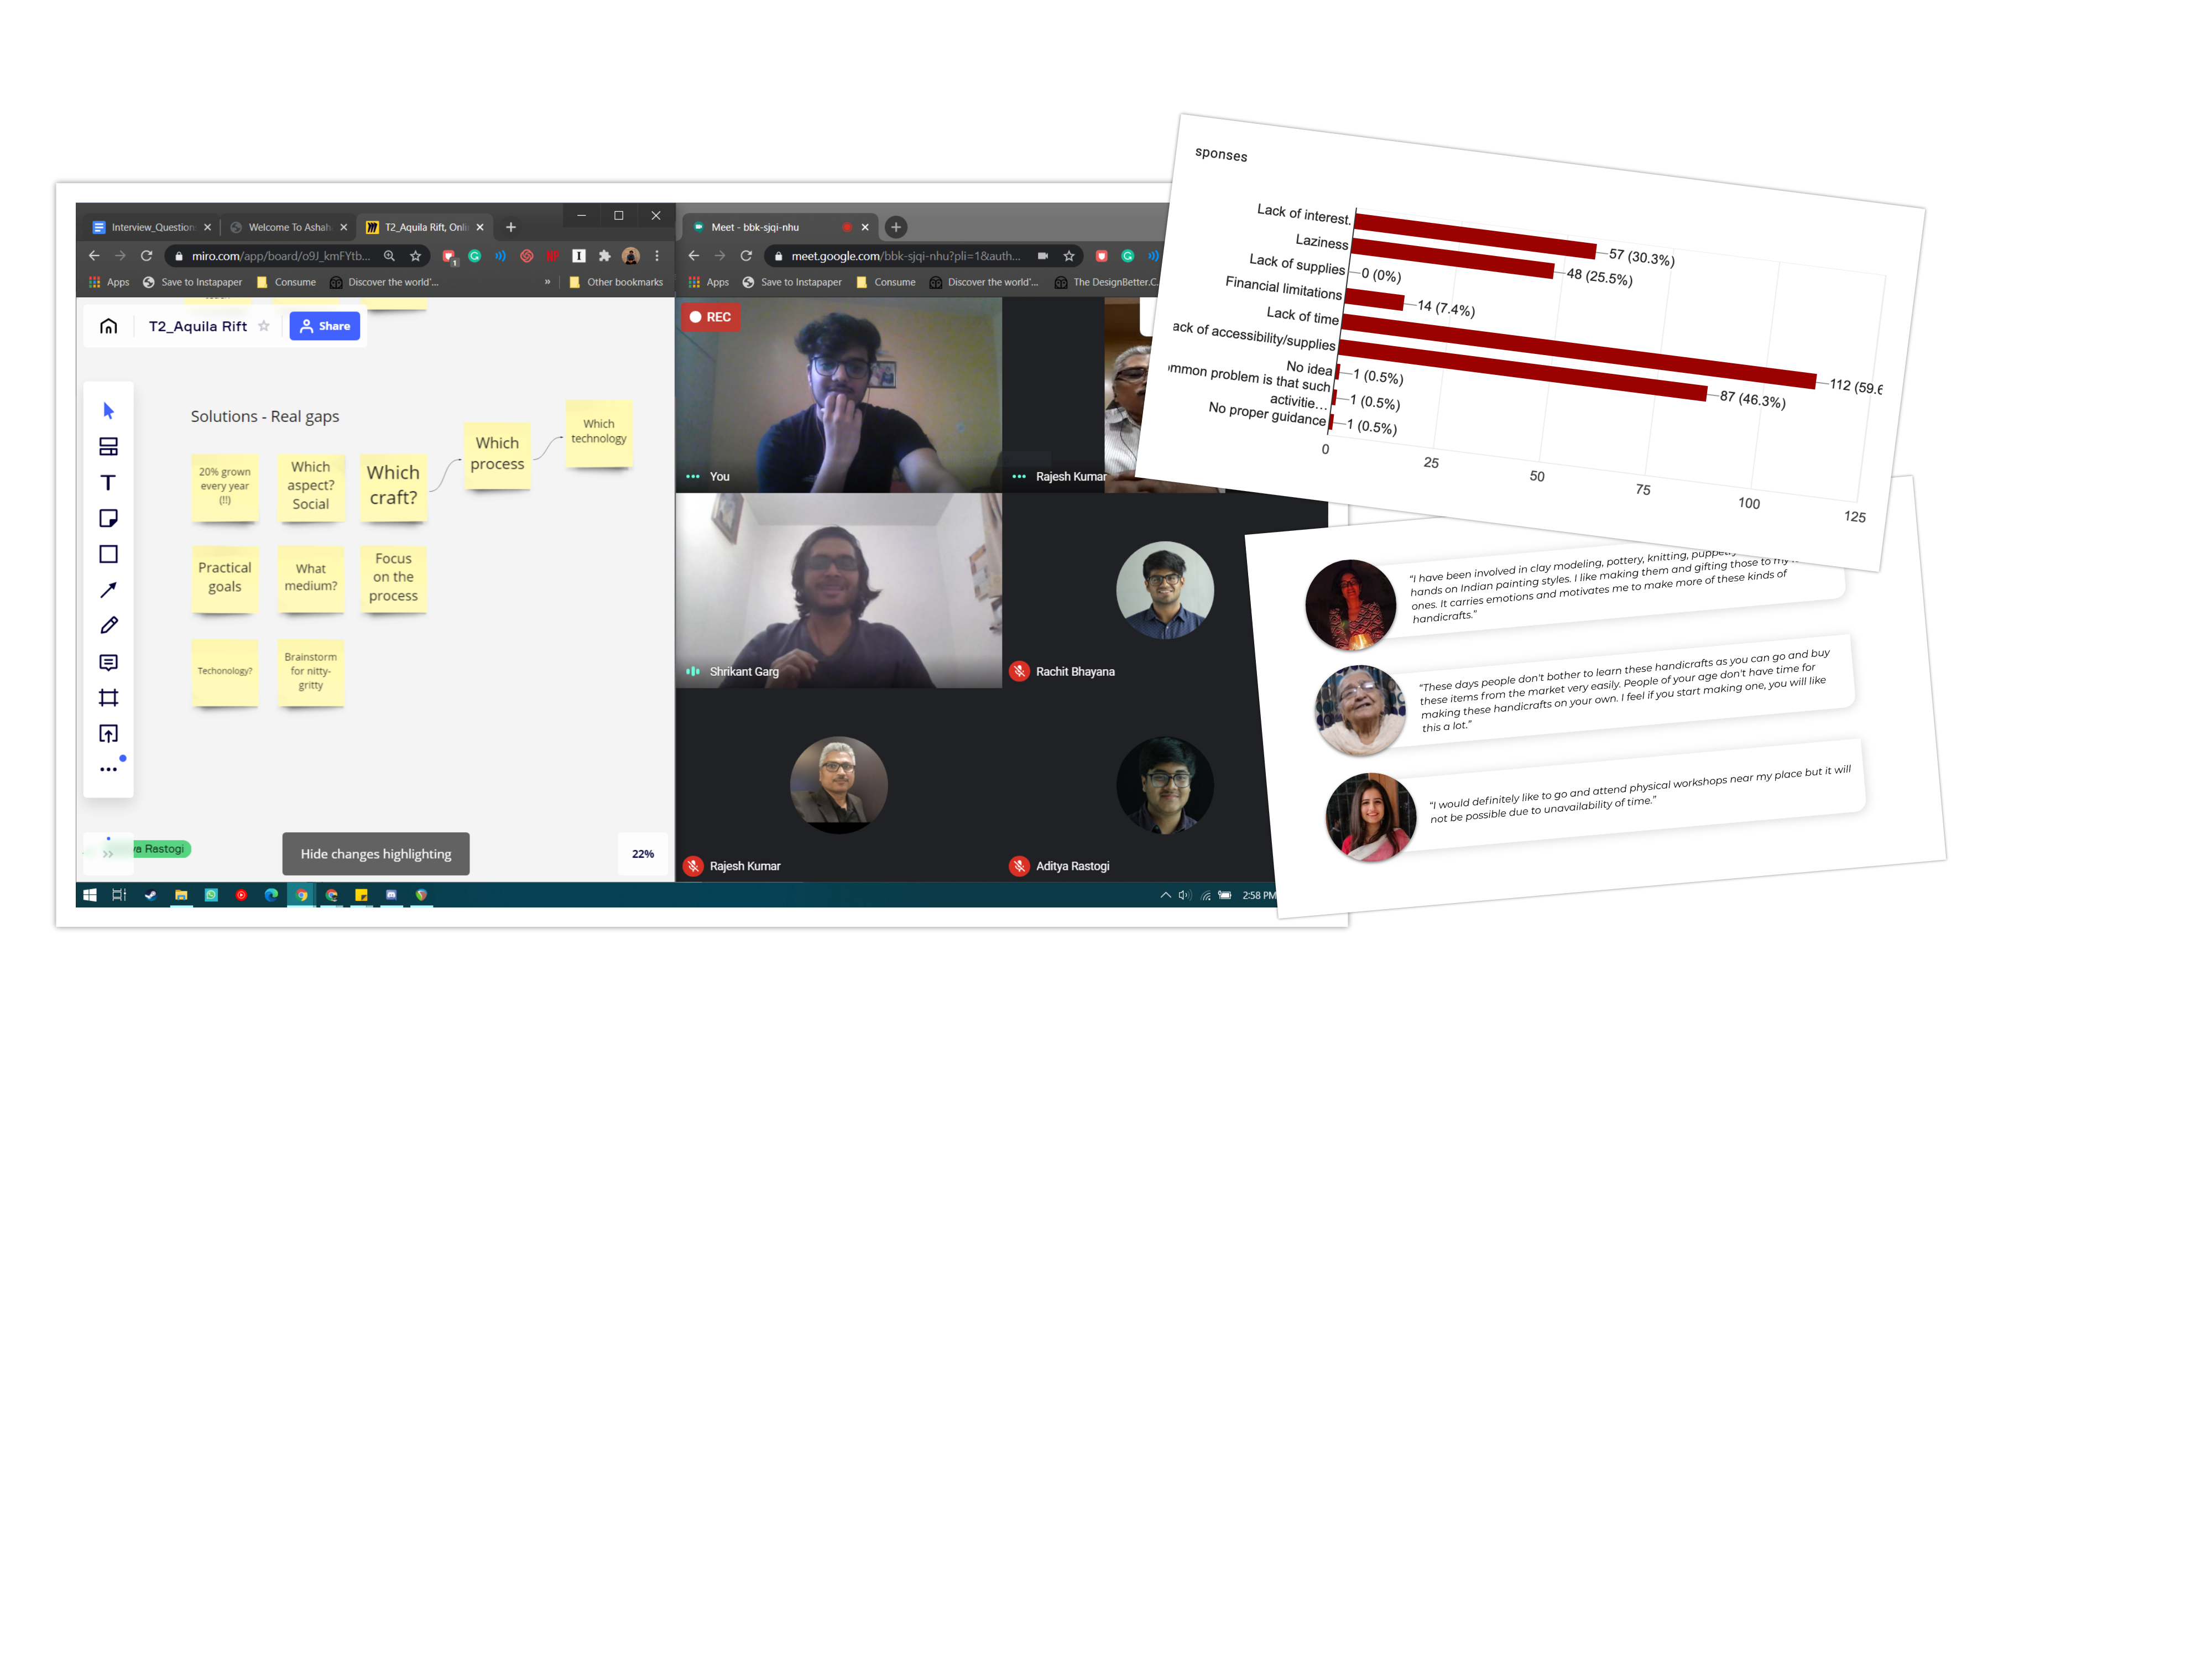 Interview_Question
Welcome To Ashah
T2_Aquila Rift, Onli
miro.com/app/board/o9J_kmFYtb...
Apps
Save to Instapaper
Consume
Discover the world'...
»
Other bookmarks
T2_Aquila Rift
Share
Solutions - Real gaps
20% grown
every year
(!!)
Which
aspect?
Social
Which
craft?
Which
process
Which
technology
Practical
goals
What
medium?
Focus
on the
process
Techonology?
Brainstorm
for nitty-
gritty
ya Rastogi
Hide changes highlighting
22%
Meet - bbk-sjqi-nhu
meet.google.com/bbk-sjqi-nhu?pli=1&auth...
Apps
Save to Instapaper
Consume
Discover the world'...
The DesignBetter.C
REC
You
Rajesh Kumar
Shrikant Garg
Rachit Bhayana
Rajesh Kumar
Aditya Rastogi
2:58 PM
sponses
Lack of interest.
57 (30.3%)
Laziness
48 (25.5%)
Lack of supplies
0 (0%)
Financial limitations
14 (7.4%)
Lack of time
112 (59.6
ack of accessibility/supplies
87 (46.3%)
No idea
1 (0.5%)
ommon problem is that such
activitie…
1 (0.5%)
No proper guidance
1 (0.5%)
0
25
50
75
100
125
“I have been involved in clay modeling, pottery, knitting, puppetry
hands on Indian painting styles. I like making them and gifting those to my
ones. It carries emotions and motivates me to make more of these kinds of
handicrafts.”
“These days people don't bother to learn these handicrafts as you can go and buy
these items from the market very easily. People of your age don't have time for
making these handicrafts on your own. I feel if you start making one, you will like
this a lot.”
“I would definitely like to go and attend physical workshops near my place but it will
not be possible due to unavailability of time.”